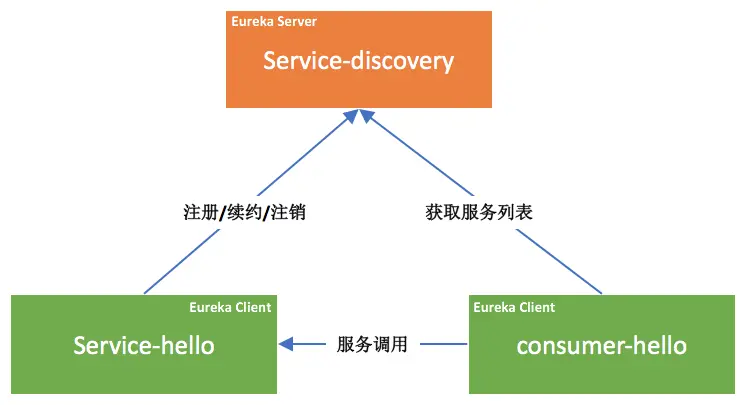 Eureka Server
Service-discovery
注册/续约/注销
获取服务列表
Eureka Client
Service-hello
服务调用
Eureka Client
consumer-hello